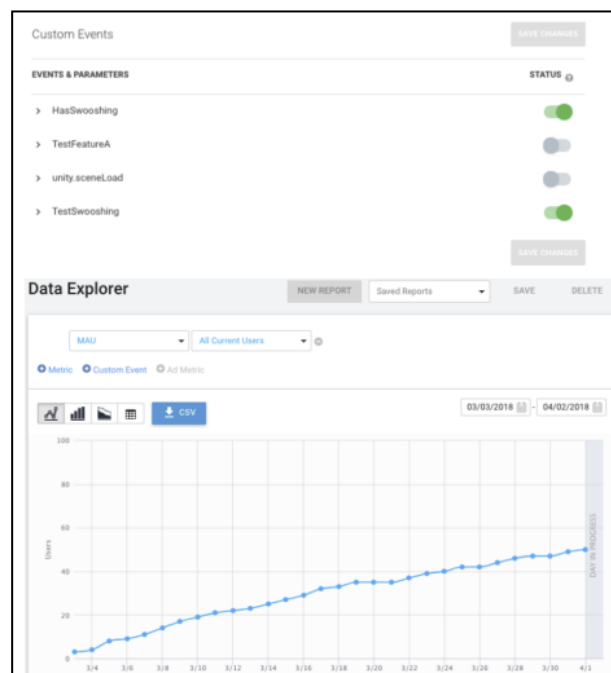 Custom Events
SAVE CHANGES
EVENTS & PARAMETERS
STATUS ?
> HasSwooshing
> TestFeatureA
> unity.sceneLoad
> TestSwooshing
SAVE CHANGES
Data Explorer
NEW REPORT
Saved Reports
SAVE
DELETE
MAU
All Current Users
Metric
Custom Event
Ad Metric
CSV
03/03/2018 - 04/02/2018
100
80
60
40
20
0
Users
DAY IN PROGRESS
3/4 3/6 3/8 3/10 3/12 3/14 3/16 3/18 3/20 3/22 3/24 3/26 3/28 3/30 4/1